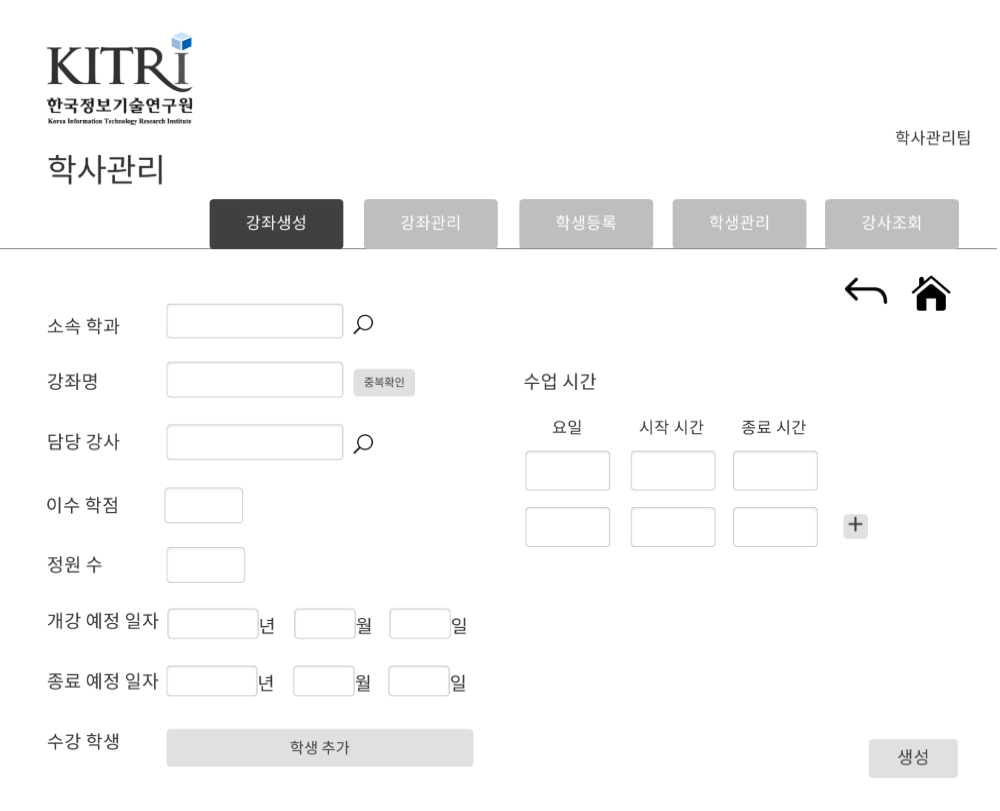 KITRi
한국정보기술연구원
Korea Information Technology Research Institute
학사관리팀
학사관리
강좌생성 강좌관리 학생등록 학생관리 강사조회
소속 학과
강좌명 중복확인 수업 시간
요일 시작 시간 종료 시간
담당 강사
이수 학점
+
정원 수
개강 예정 일자 년 월 일
종료 예정 일자 년 월 일
수강 학생 학생 추가
생성